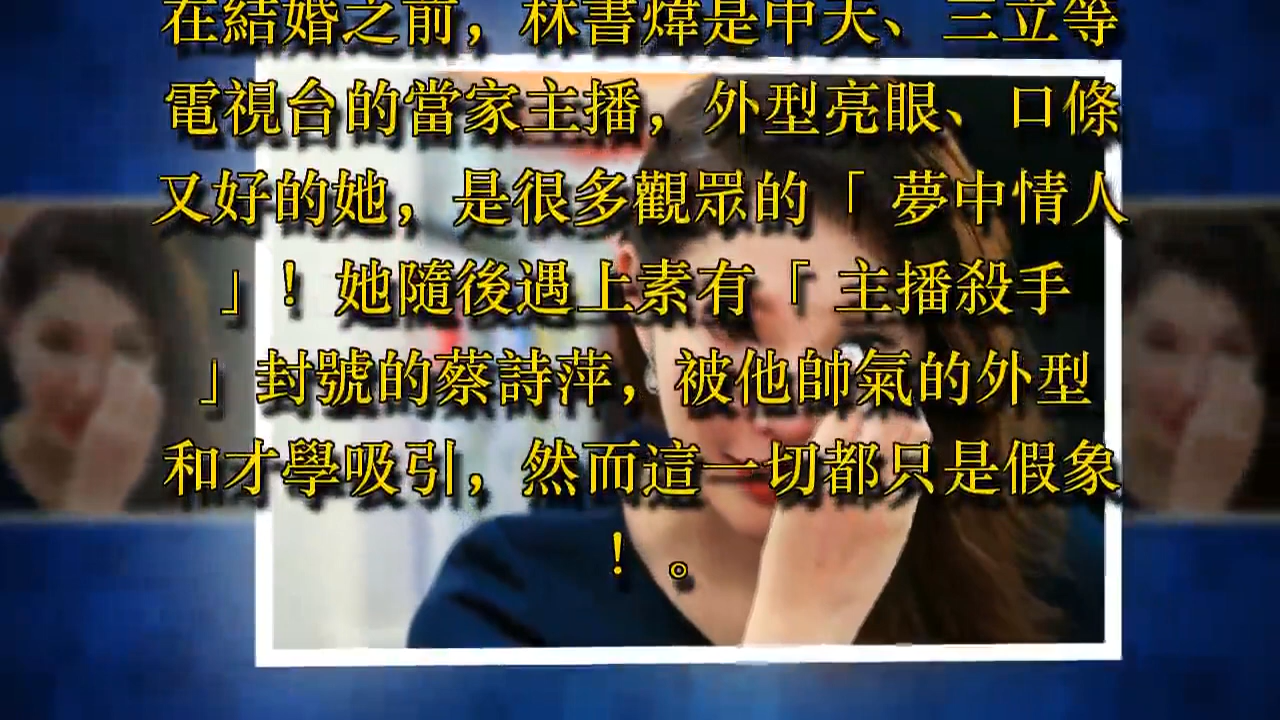 在結婚之前，林書煒是中天、三立等
電視台的當家主播，外型亮眼、口條
又好的她，是很多觀眾的「 夢中情人
」！ 她隨後遇上素有「 主播殺手
」封號的蔡詩萍，被他帥氣的外型
和才學吸引，然而這一切都只是假象
！ 。